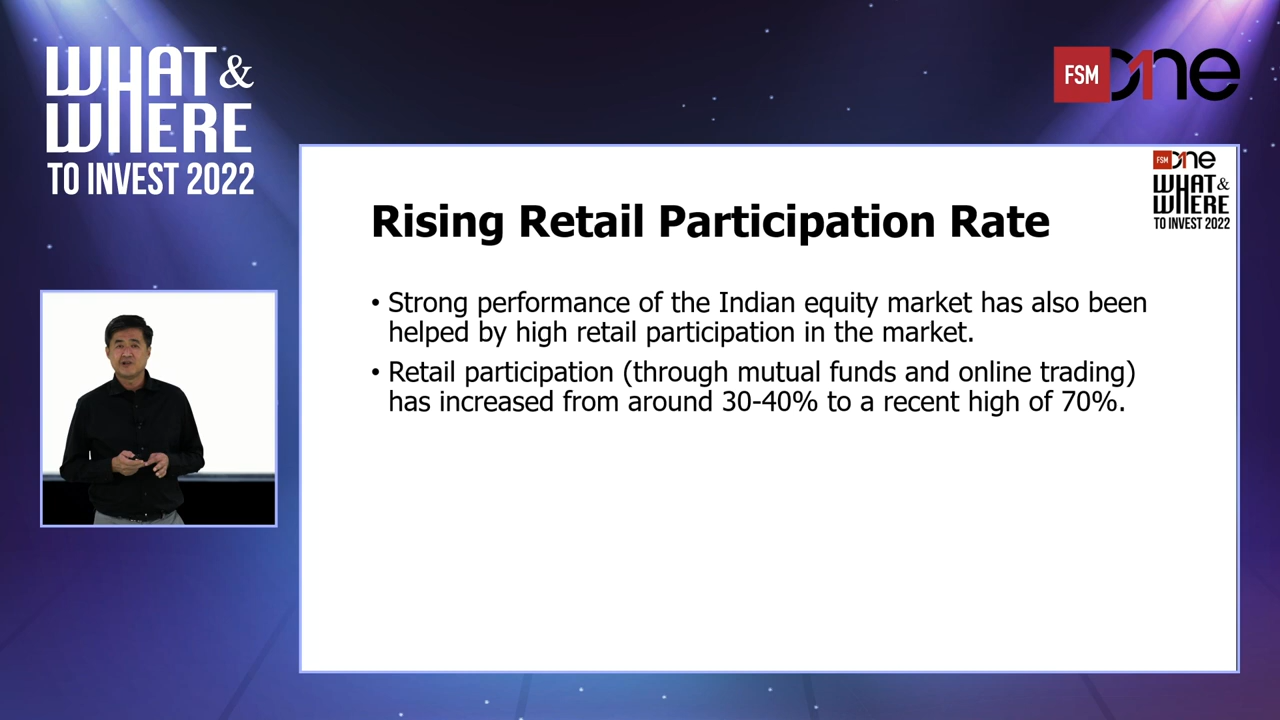 WHAT &
WHERE
TO INVEST 2022
FSM One
FSM One
WHAT &
WHERE
TO INVEST 2022
Rising Retail Participation Rate
• Strong performance of the Indian equity market has also been
helped by high retail participation in the market.
• Retail participation (through mutual funds and online trading)
has increased from around 30-40% to a recent high of 70%.